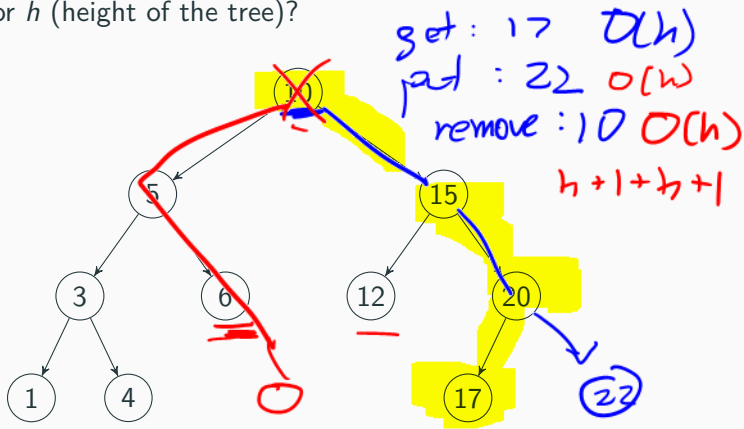 or h (height of the tree)?
get : 17 O(h)
put : 22 O(h)
remove : 10 O(h)
h + 1 + h + 1
10
5
15
3
6
12
20
1
4
17
22